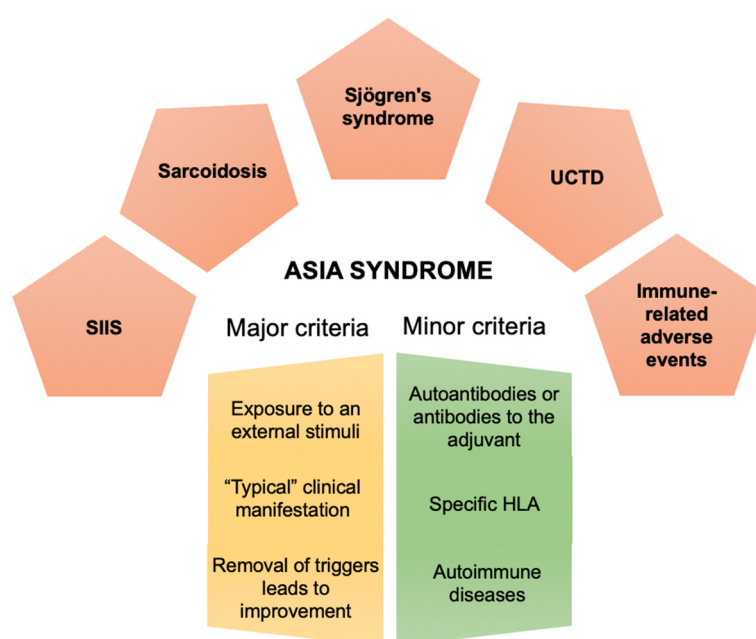 Sjögren's
syndrome
Sarcoidosis
UCTD
SIIS
Immune-
related
adverse
events
ASIA SYNDROME
Major criteria
Minor criteria
Exposure to an
external stimuli
"Typical" clinical
manifestation
Removal of triggers
leads to
improvement
Autoantibodies or
antibodies to the
adjuvant
Specific HLA
Autoimmune
diseases